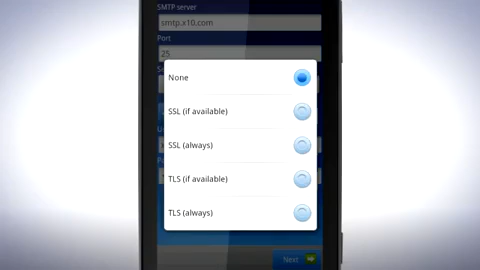 SMTP server
smtp.x10.com
Port
25
None
SSL (if available)
SSL (always)
TLS (if available)
TLS (always)
Next